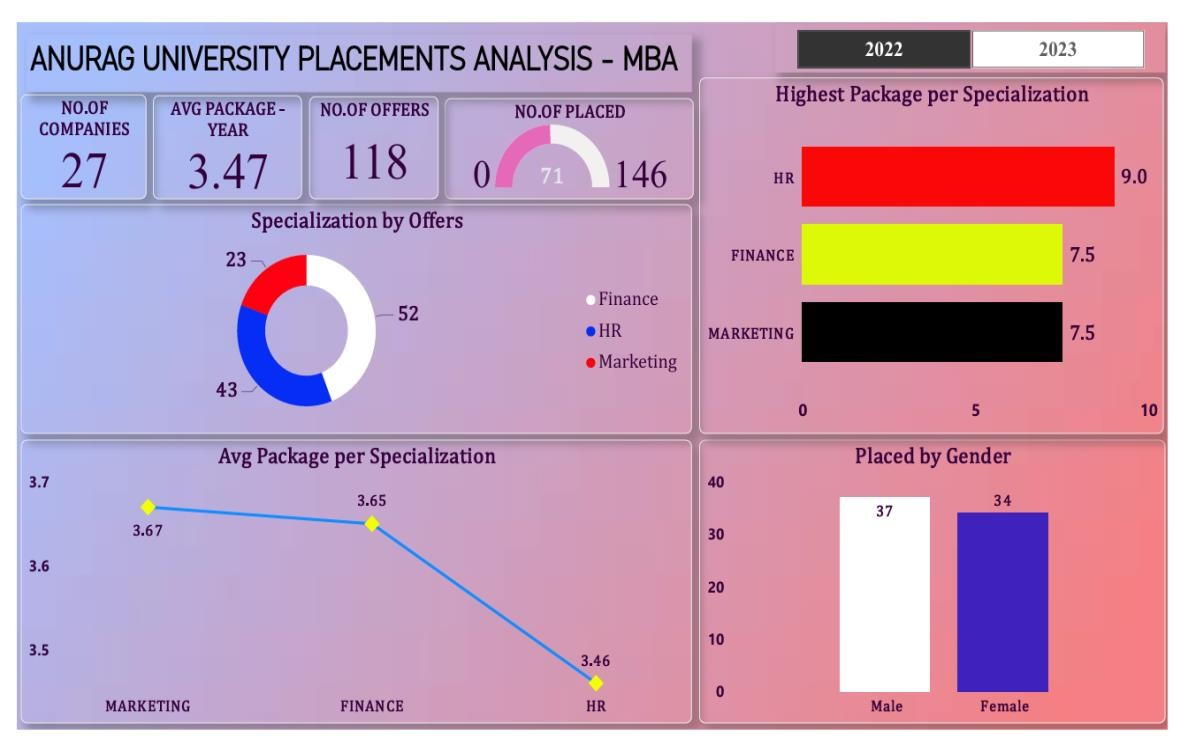 ANURAG UNIVERSITY PLACEMENTS ANALYSIS - MBA
2022
2023
NO.OF
COMPANIES
27
AVG PACKAGE -
YEAR
3.47
NO.OF OFFERS
118
NO.OF PLACED
0
71
146
Highest Package per Specialization
HR
9.0
FINANCE
7.5
MARKETING
7.5
0
5
10
Specialization by Offers
23
52
43
Finance
HR
Marketing
Avg Package per Specialization
3.7
3.6
3.5
3.67
3.65
3.46
MARKETING
FINANCE
HR
Placed by Gender
40
30
20
10
0
37
34
Male
Female